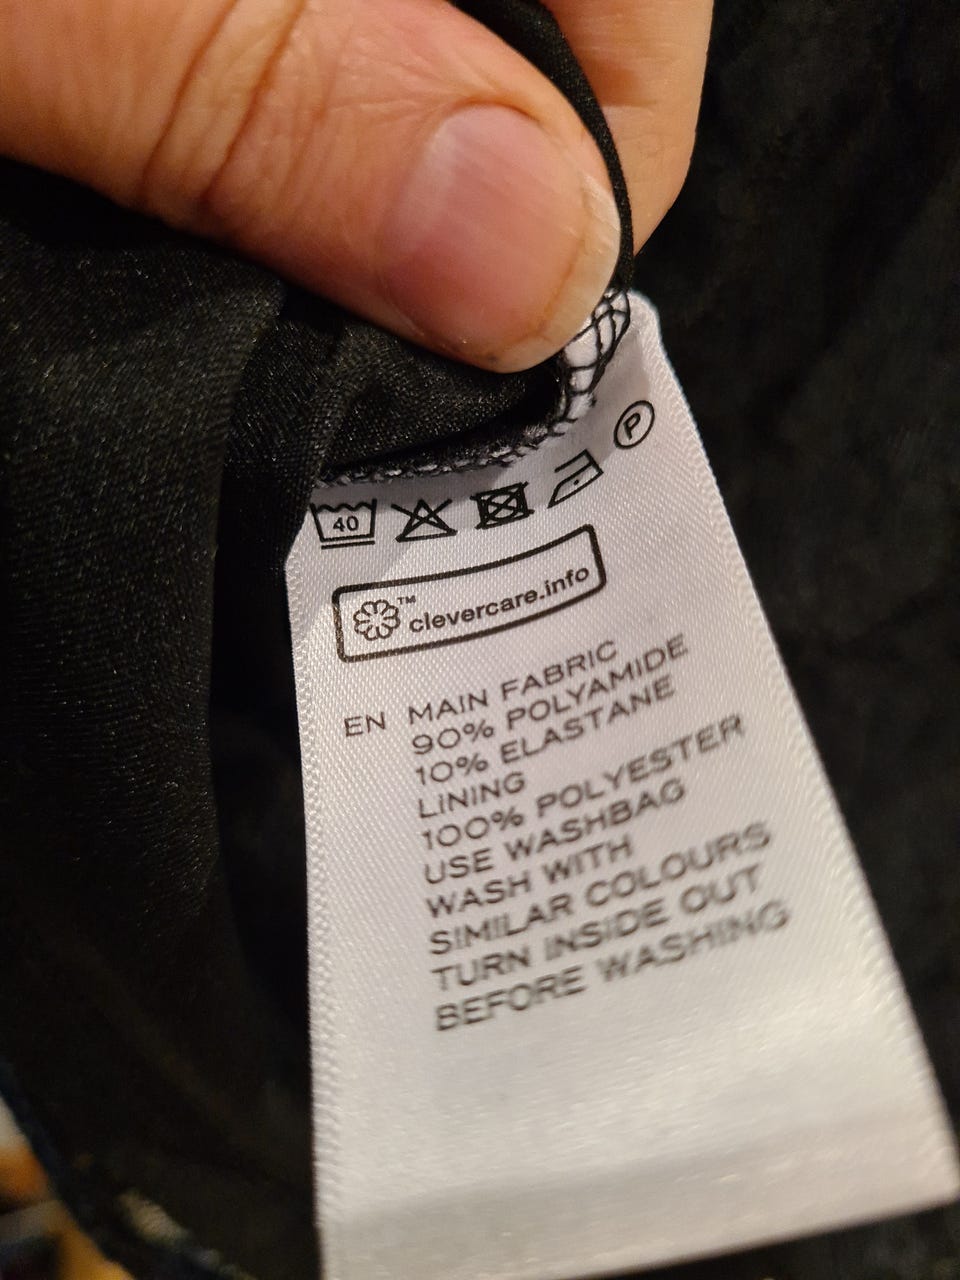 40
P
™ clevercare.info
EN MAIN FABRIC
90% POLYAMIDE
10% ELASTANE
LINING
100% POLYESTER
USE WASHBAG
WASH WITH
SIMILAR COLOURS
TURN INSIDE OUT
BEFORE WASHING